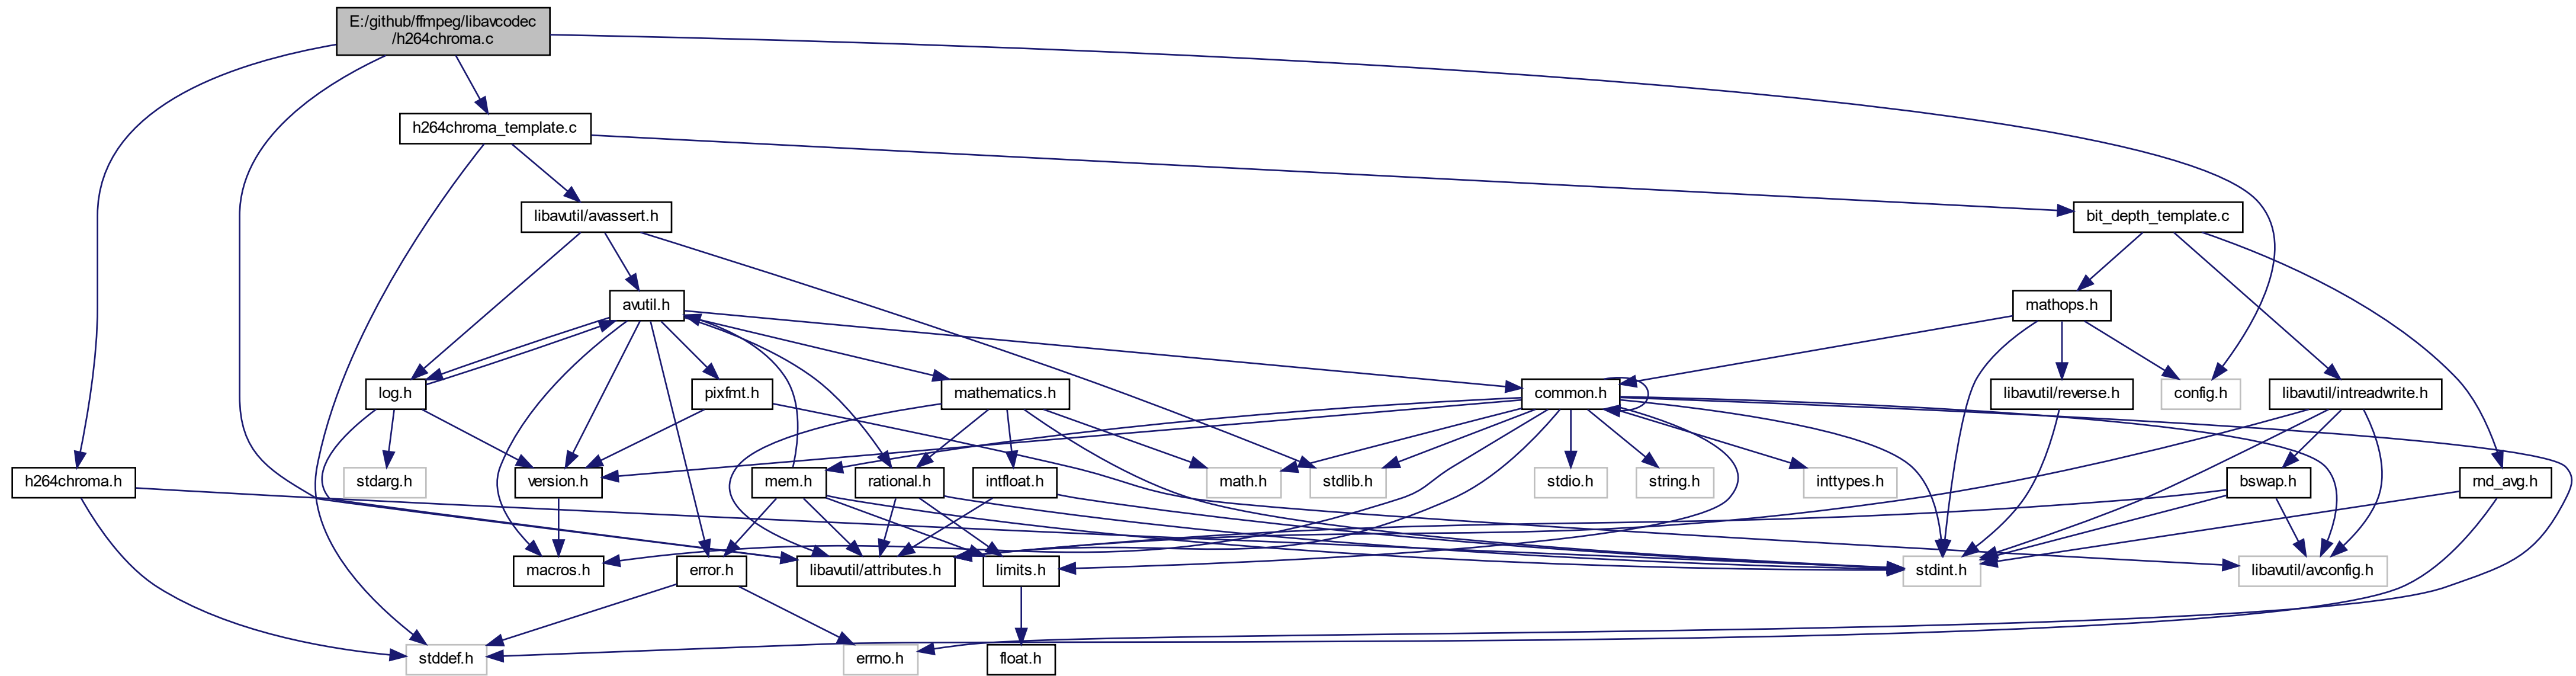 E:/github/ffmpeg/libavcodec
/h264chroma.c
h264chroma_template.c
libavutil/avassert.h
bit_depth_template.c
avutil.h
mathops.h
log.h
pixfmt.h
mathematics.h
common.h
libavutil/reverse.h
config.h
libavutil/intreadwrite.h
h264chroma.h
stdarg.h
version.h
mem.h
rational.h
intfloat.h
math.h
stdlib.h
stdio.h
string.h
inttypes.h
bswap.h
rnd_avg.h
macros.h
error.h
libavutil/attributes.h
limits.h
stdint.h
libavutil/avconfig.h
stddef.h
errno.h
float.h